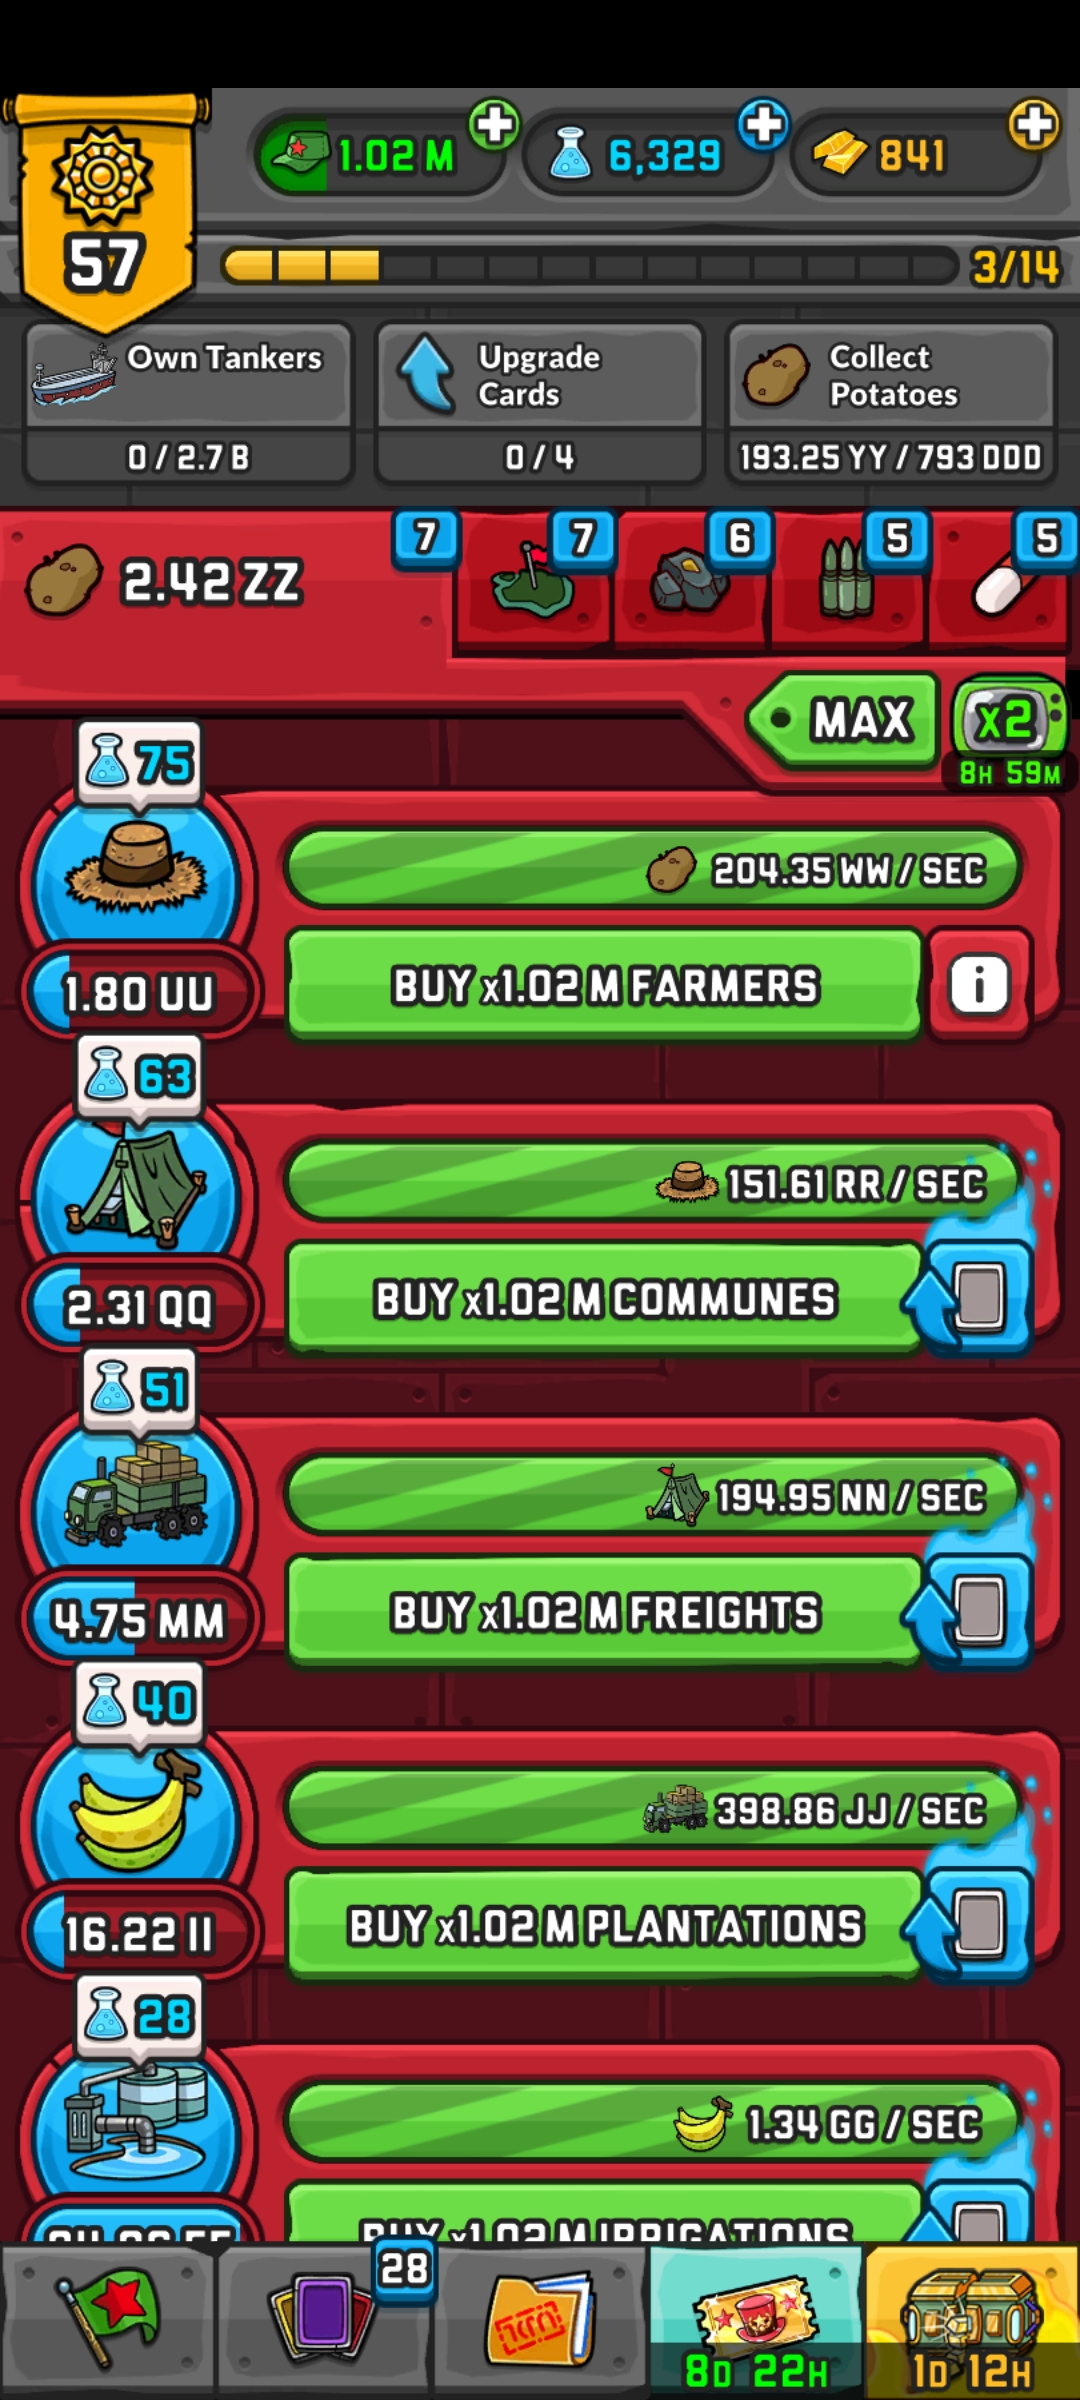 1.02 M
6,329
841
57
3/14
Own Tankers
0 / 2.7 B
Upgrade
Cards
0 / 4
Collect
Potatoes
193.25 YY / 793 DDD
2.42 ZZ
7
7
6
5
5
MAX
x2
8H 59M
75
204.35 WW / SEC
BUY x1.02 M FARMERS
i
1.80 UU
63
151.61 RR / SEC
BUY x1.02 M COMMUNES
2.31 QQ
51
194.95 NN / SEC
BUY x1.02 M FREIGHTS
4.75 MM
40
398.86 JJ / SEC
BUY x1.02 M PLANTATIONS
16.22 II
28
1.34 GG / SEC
BUY x1.02 M IRRIGATIONS
28
8D 22H
1D 12H